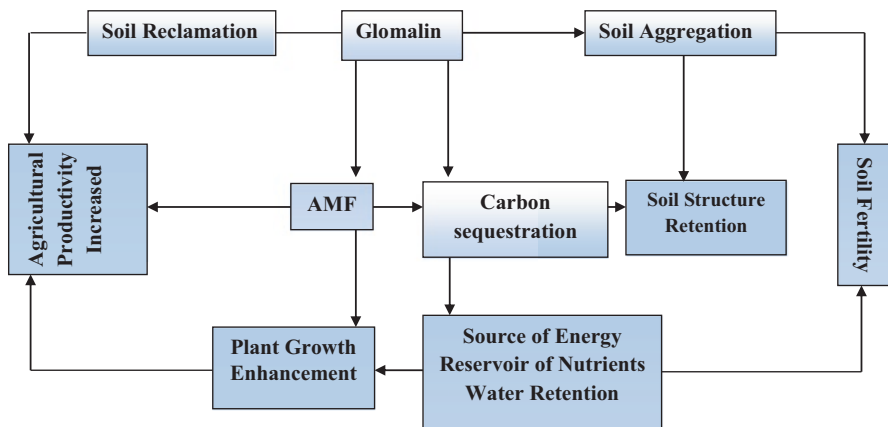 Soil Reclamation
Glomalin
Soil Aggregation
Agricultural
Productivity
Increased
AMF
Carbon
sequestration
Soil Structure
Retention
Soil Fertility
Plant Growth
Enhancement
Source of Energy
Reservoir of Nutrients
Water Retention